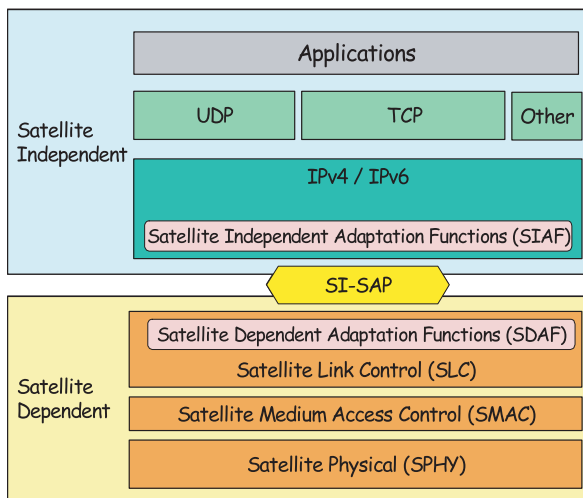 Applications
UDP
TCP
Other
Satellite
Independent
IPv4 / IPv6
Satellite Independent Adaptation Functions (SIAF)
SI-SAP
Satellite Dependent Adaptation Functions (SDAF)
Satellite Link Control (SLC)
Satellite
Dependent
Satellite Medium Access Control (SMAC)
Satellite Physical (SPHY)